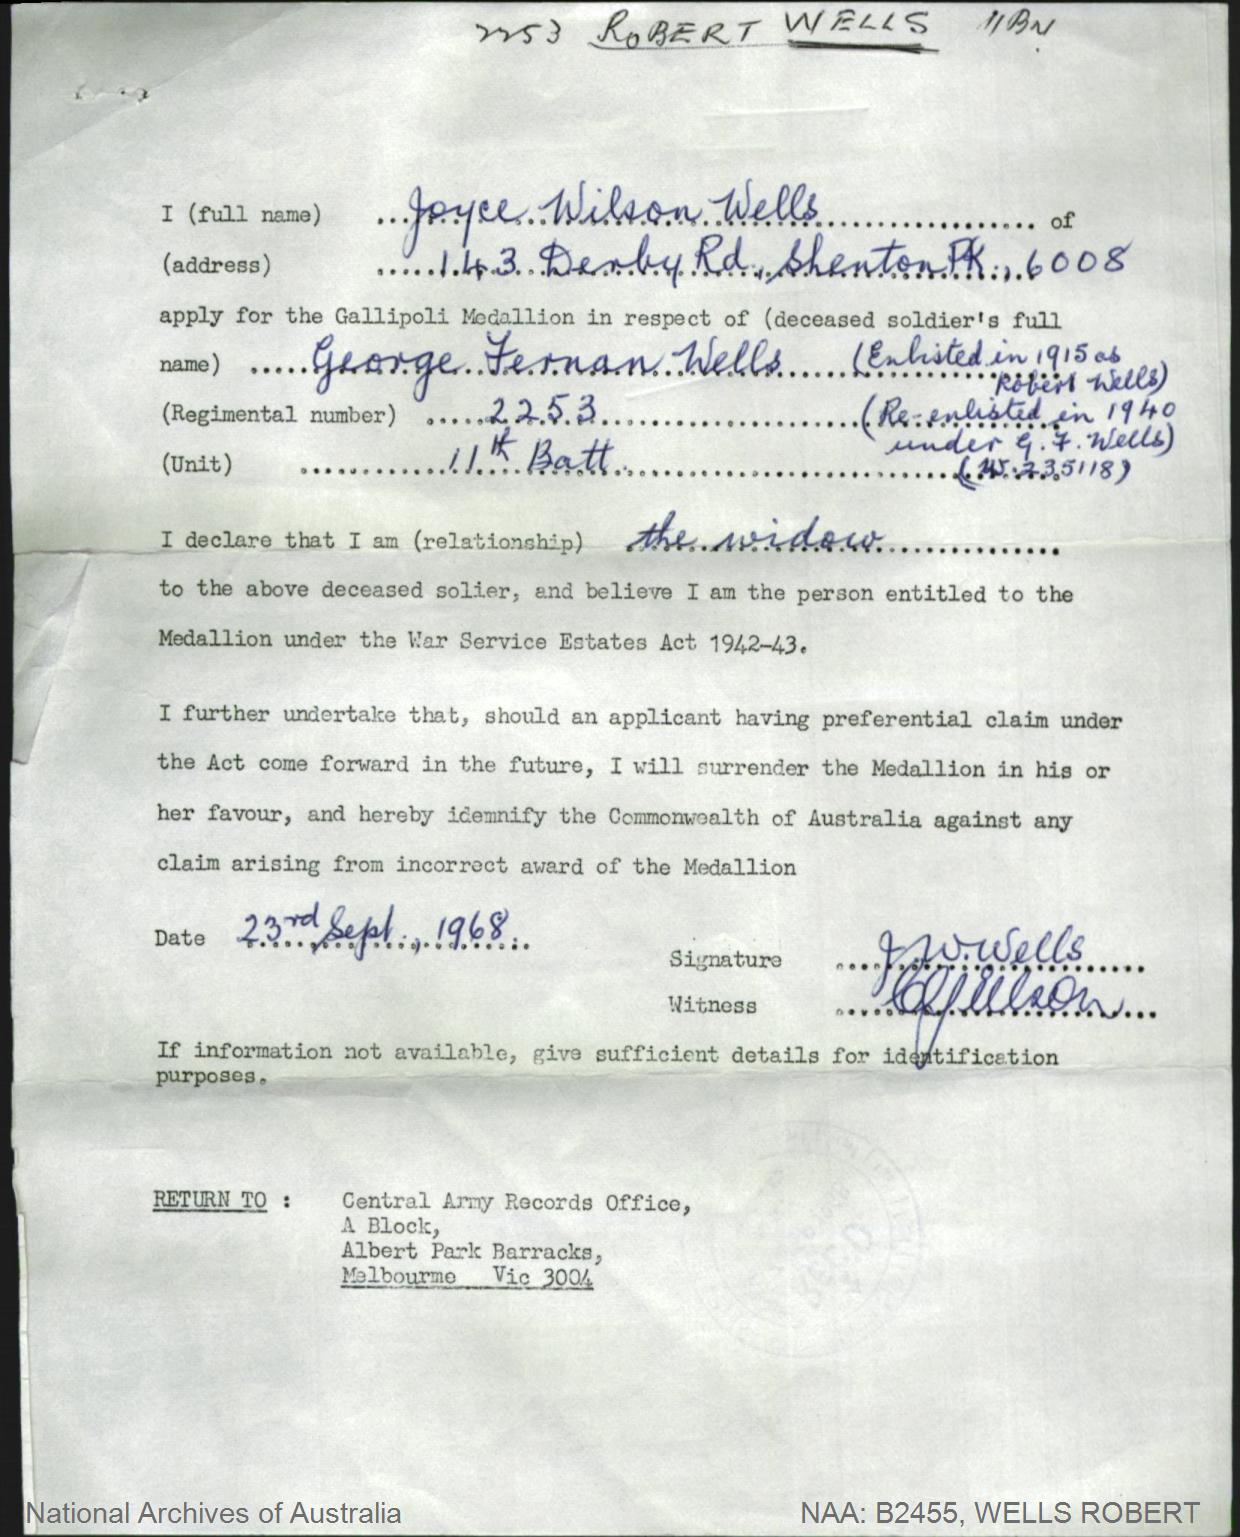 2253 ROBERT WELLS 11 BN
I (full name) Joyce Wilson Wells of
(address) 143 Derby Rd, Shenton Pk., 6008
apply for the Gallipoli Medallion in respect of (deceased soldier's full
name) George Fernan Wells (Enlisted in 1915 as
Robert Wells)
(Regimental number) 2253 (Re-enlisted in 1940
under G. F. Wells)
(Unit) 11th Batt. (W.235118)
I declare that I am (relationship) the widow
to the above deceased solier, and believe I am the person entitled to the
Medallion under the War Service Estates Act 1942-43.
I further undertake that, should an applicant having preferential claim under
the Act come forward in the future, I will surrender the Medallion in his or
her favour, and hereby idemnify the Commonwealth of Australia against any
claim arising from incorrect award of the Medallion
Date 23rd Sept., 1968.
Signature J. W. Wells
Witness
If information not available, give sufficient details for identification
purposes.
RETURN TO : Central Army Records Office,
A Block,
Albert Park Barracks,
Melbourme Vic 3004
National Archives of Australia NAA: B2455, WELLS ROBERT